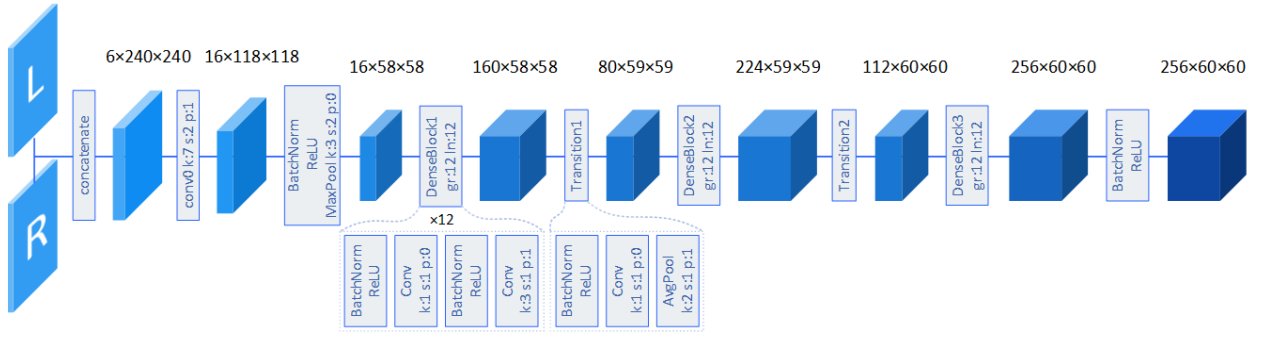 L
R
concatenate
6×240×240
conv0 k:7 s:2 p:1
16×118×118
BatchNorm
ReLU
MaxPool k:3 s:2 p:0
16×58×58
DenseBlock1
gr:12 ln:12
160×58×58
Transition1
80×59×59
DenseBlock2
gr:12 ln:12
224×59×59
Transition2
112×60×60
DenseBlock3
gr:12 ln:12
256×60×60
BatchNorm
ReLU
256×60×60
×12
BatchNorm
ReLU
Conv
k:1 s:1 p:0
BatchNorm
ReLU
Conv
k:3 s:1 p:1
BatchNorm
ReLU
Conv
k:1 s:1 p:0
AvgPool
k:2 s:1 p:1